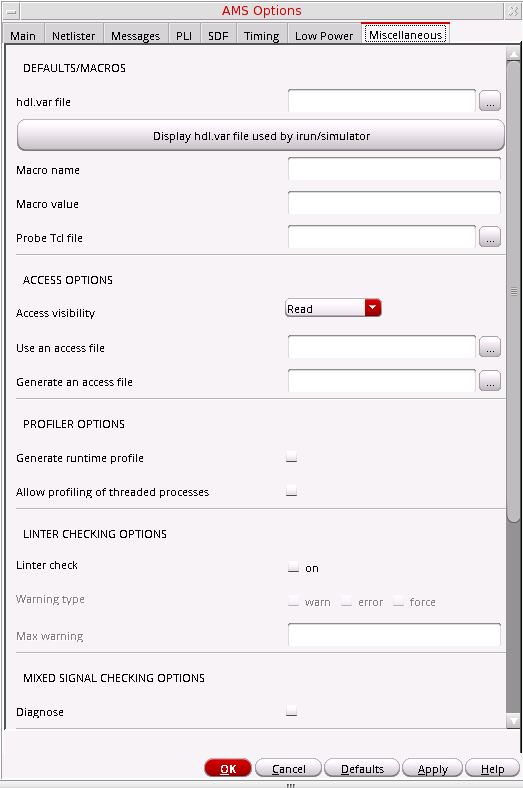 AMS Options
Main Netlister Messages PLI SDF Timing Low Power Miscellaneous
DEFAULTS/MACROS
hdl.var file ...
Display hdl.var file used by irun/simulator
Macro name
Macro value
Probe Tcl file ...
ACCESS OPTIONS
Access visibility Read
Use an access file ...
Generate an access file ...
PROFILER OPTIONS
Generate runtime profile
Allow profiling of threaded processes
LINTER CHECKING OPTIONS
Linter check on
Warning type warn error force
Max warning
MIXED SIGNAL CHECKING OPTIONS
Diagnose
OK Cancel Defaults Apply Help